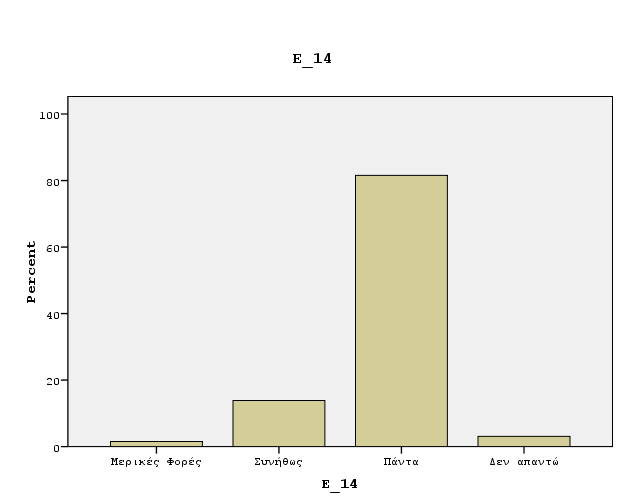 E_14
100
80
60
40
20
0
Percent
Μερικές Φορές
Συνήθως
Πάντα
Δεν απαντώ
E_14